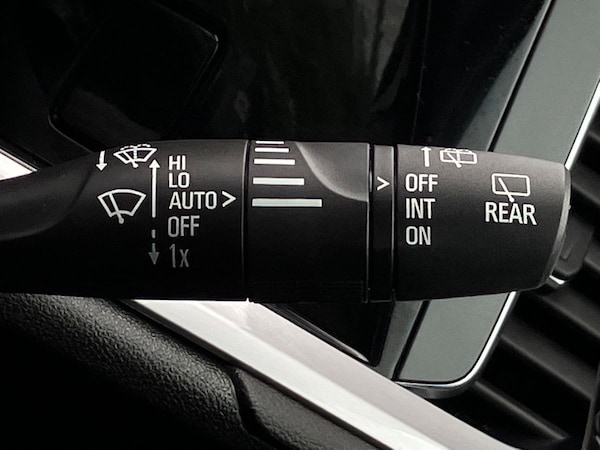 HI
LO
AUTO >
OFF
1x
>
OFF
INT
ON
REAR